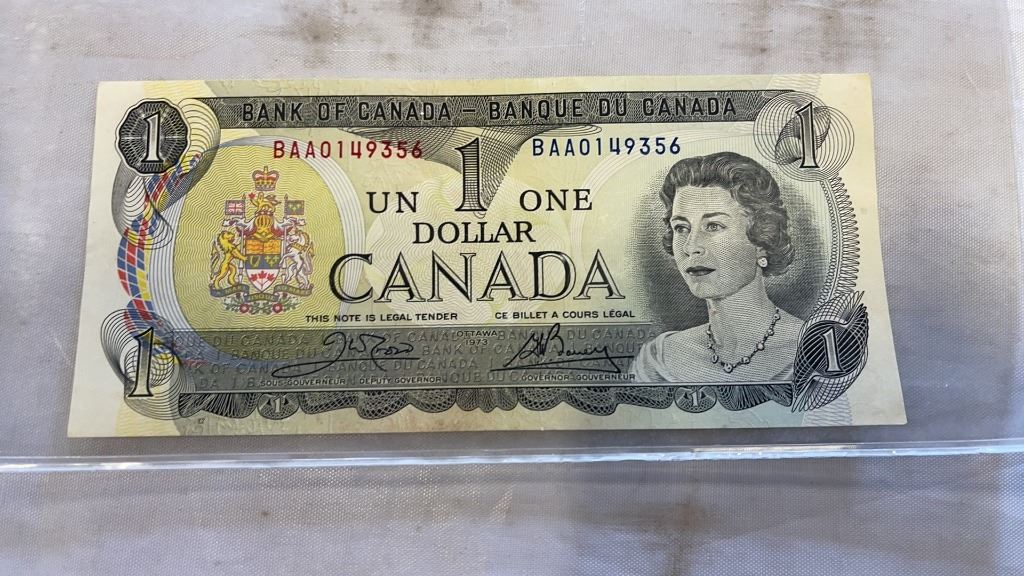 BANK OF CANADA – BANQUE DU CANADA
1 1
BAA0149356 BAA0149356
UN 1 ONE
DOLLAR
CANADA
THIS NOTE IS LEGAL TENDER CE BILLET A COURS LÉGAL
OTTAWA
1973
SOUS-GOUVERNEUR DEPUTY GOVERNOR GOVERNOR-GOUVERNEUR
1 1
1 1